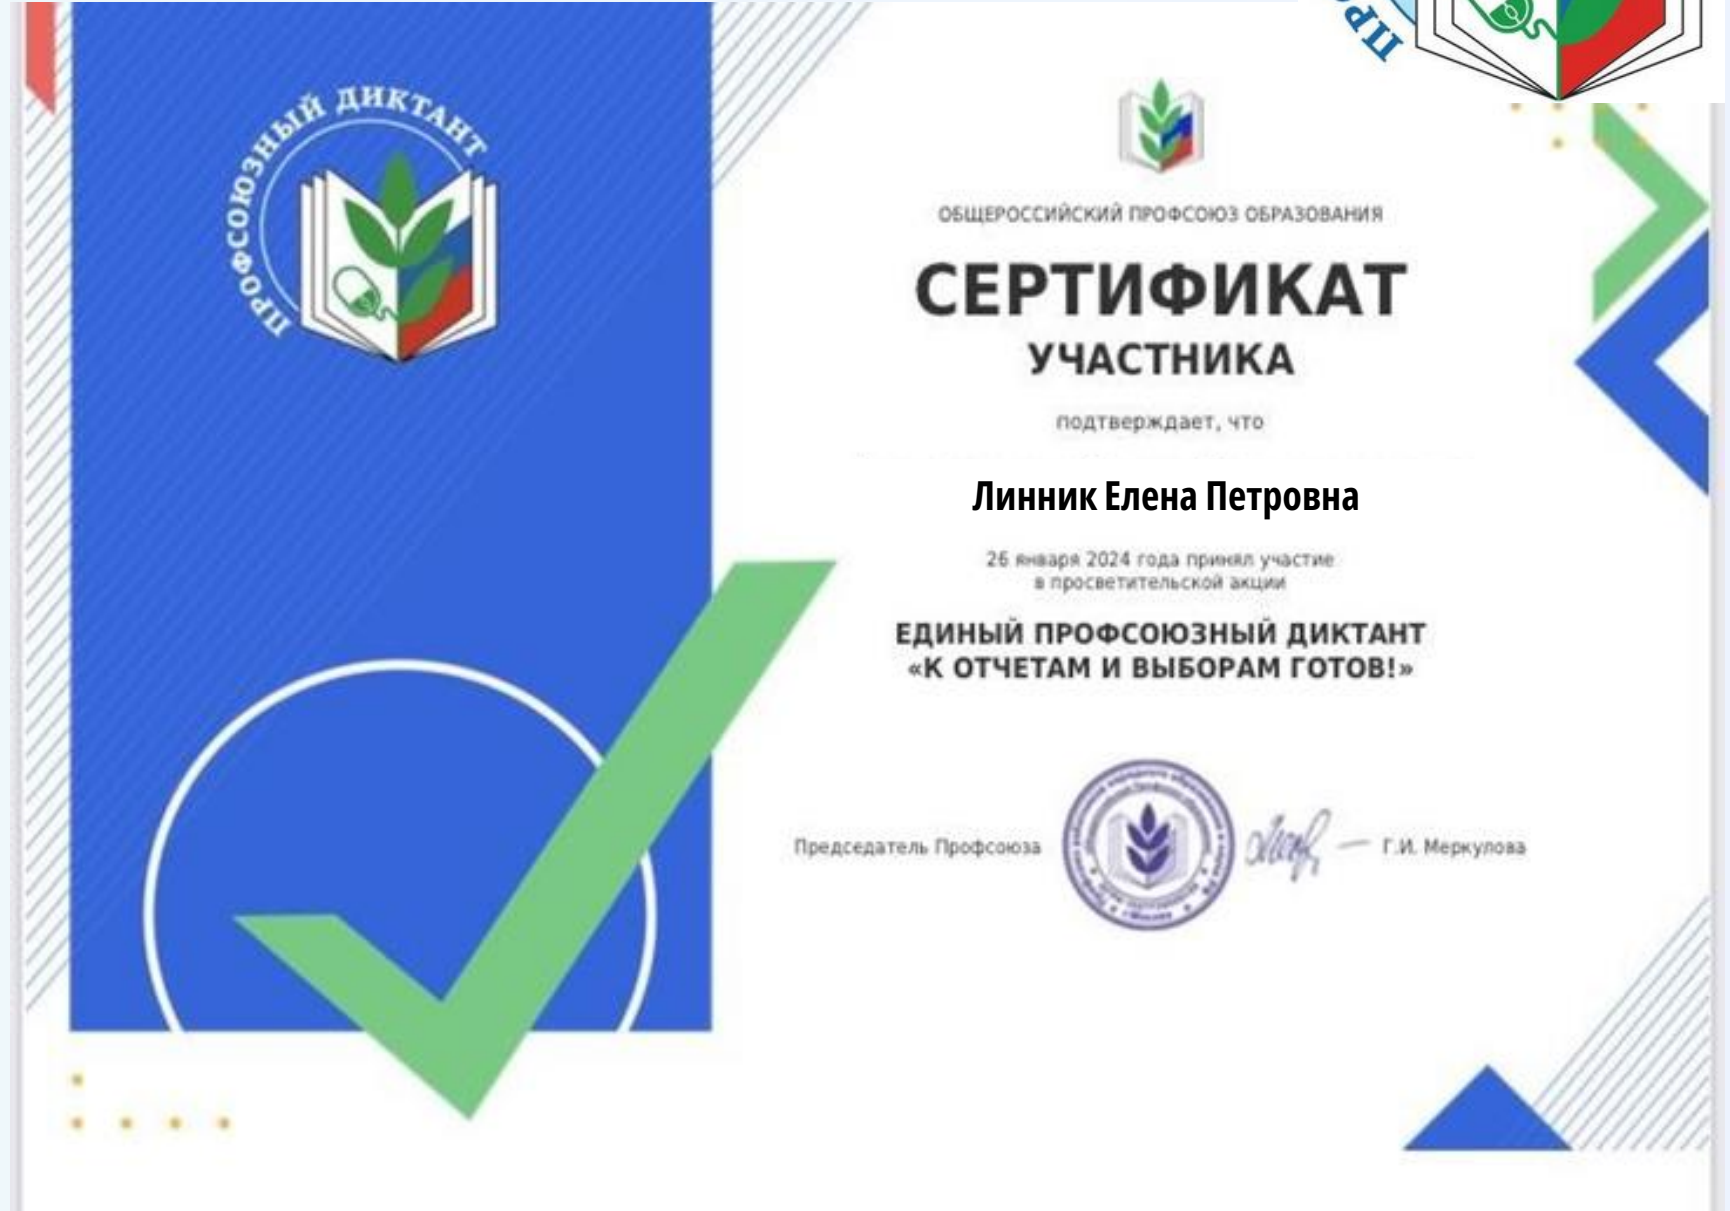 ПРО
ПРОФСОЮЗНЫЙ ДИКТАНТ
ОБЩЕРОССИЙСКИЙ ПРОФСОЮЗ ОБРАЗОВАНИЯ
СЕРТИФИКАТ
УЧАСТНИКА
подтверждает, что
Линник Елена Петровна
26 января 2024 года принял участие
в просветительской акции
ЕДИНЫЙ ПРОФСОЮЗНЫЙ ДИКТАНТ
«К ОТЧЕТАМ И ВЫБОРАМ ГОТОВ!»
Председатель Профсоюза
Г.И. Меркулова